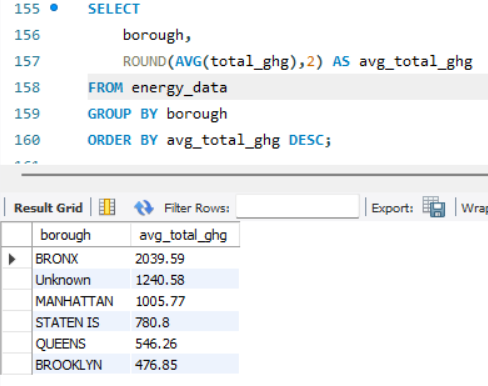 155 SELECT
156 borough,
157 ROUND(AVG(total_ghg),2) AS avg_total_ghg
158 FROM energy_data
159 GROUP BY borough
160 ORDER BY avg_total_ghg DESC;
Result Grid Filter Rows: Export: Wrap
borough avg_total_ghg
BRONX 2039.59
Unknown 1240.58
MANHATTAN 1005.77
STATEN IS 780.8
QUEENS 546.26
BROOKLYN 476.85